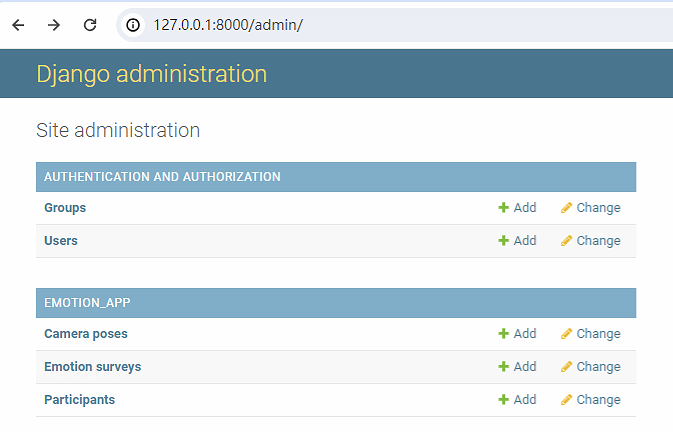 127.0.0.1:8000/admin/
Django administration
Site administration
AUTHENTICATION AND AUTHORIZATION
Groups Add Change
Users Add Change
EMOTION_APP
Camera poses Add Change
Emotion surveys Add Change
Participants Add Change